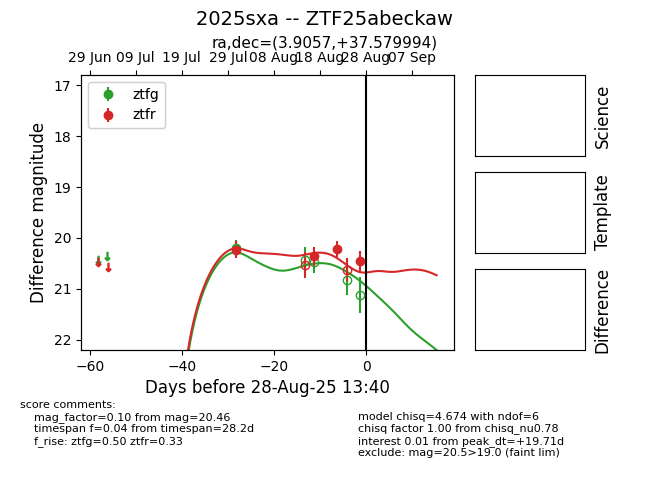 2025sxa -- ZTF25abeckaw
ra,dec=(3.9057,+37.579994)
29 Jun 09 Jul 19 Jul 29 Jul 08 Aug 18 Aug 28 Aug 07 Sep
ztfg
ztfr
17
18
19
20
21
22
Difference magnitude
−60 −40 −20 0
Days before 28-Aug-25 13:40
Science
Template
Difference
score comments:
mag_factor=0.10 from mag=20.46
timespan f=0.04 from timespan=28.2d
f_rise: ztfg=0.50 ztfr=0.33
model chisq=4.674 with ndof=6
chisq factor 1.00 from chisq_nu0.78
interest 0.01 from peak_dt=+19.71d
exclude: mag=20.5>19.0 (faint lim)